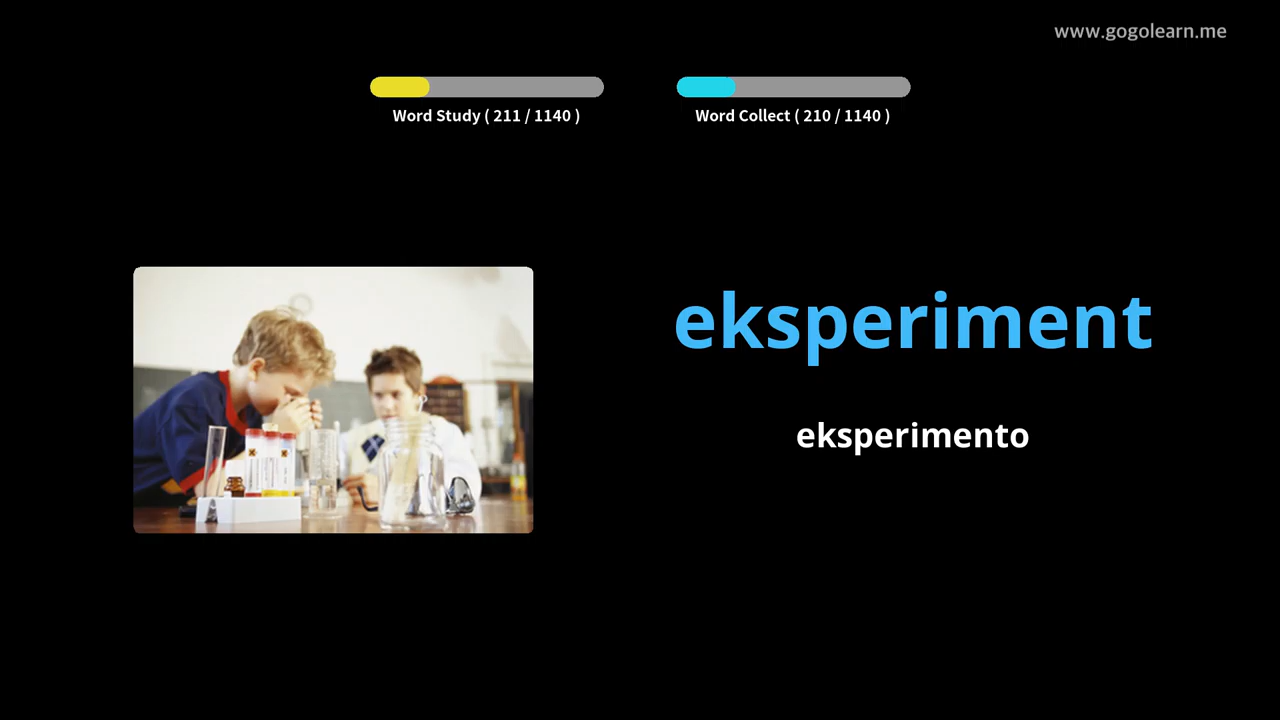 www.gogolearn.me
Word Study ( 211 / 1140 )
Word Collect ( 210 / 1140 )
eksperiment
eksperimento